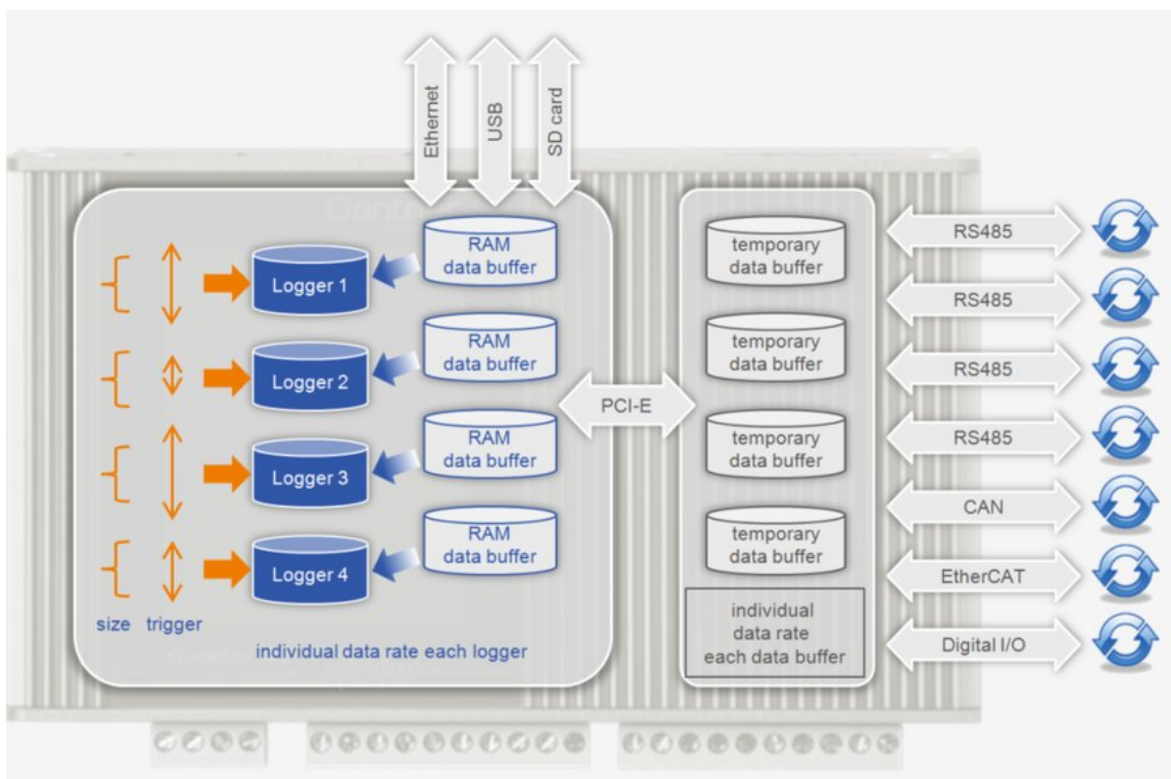 Ethernet
USB
SD card
RAM
data buffer
Logger 1
RAM
data buffer
Logger 2
RAM
data buffer
Logger 3
RAM
data buffer
Logger 4
size
trigger
individual data rate each logger
PCI-E
temporary
data buffer
temporary
data buffer
temporary
data buffer
temporary
data buffer
individual
data rate
each data buffer
RS485
RS485
RS485
RS485
CAN
EtherCAT
Digital I/O